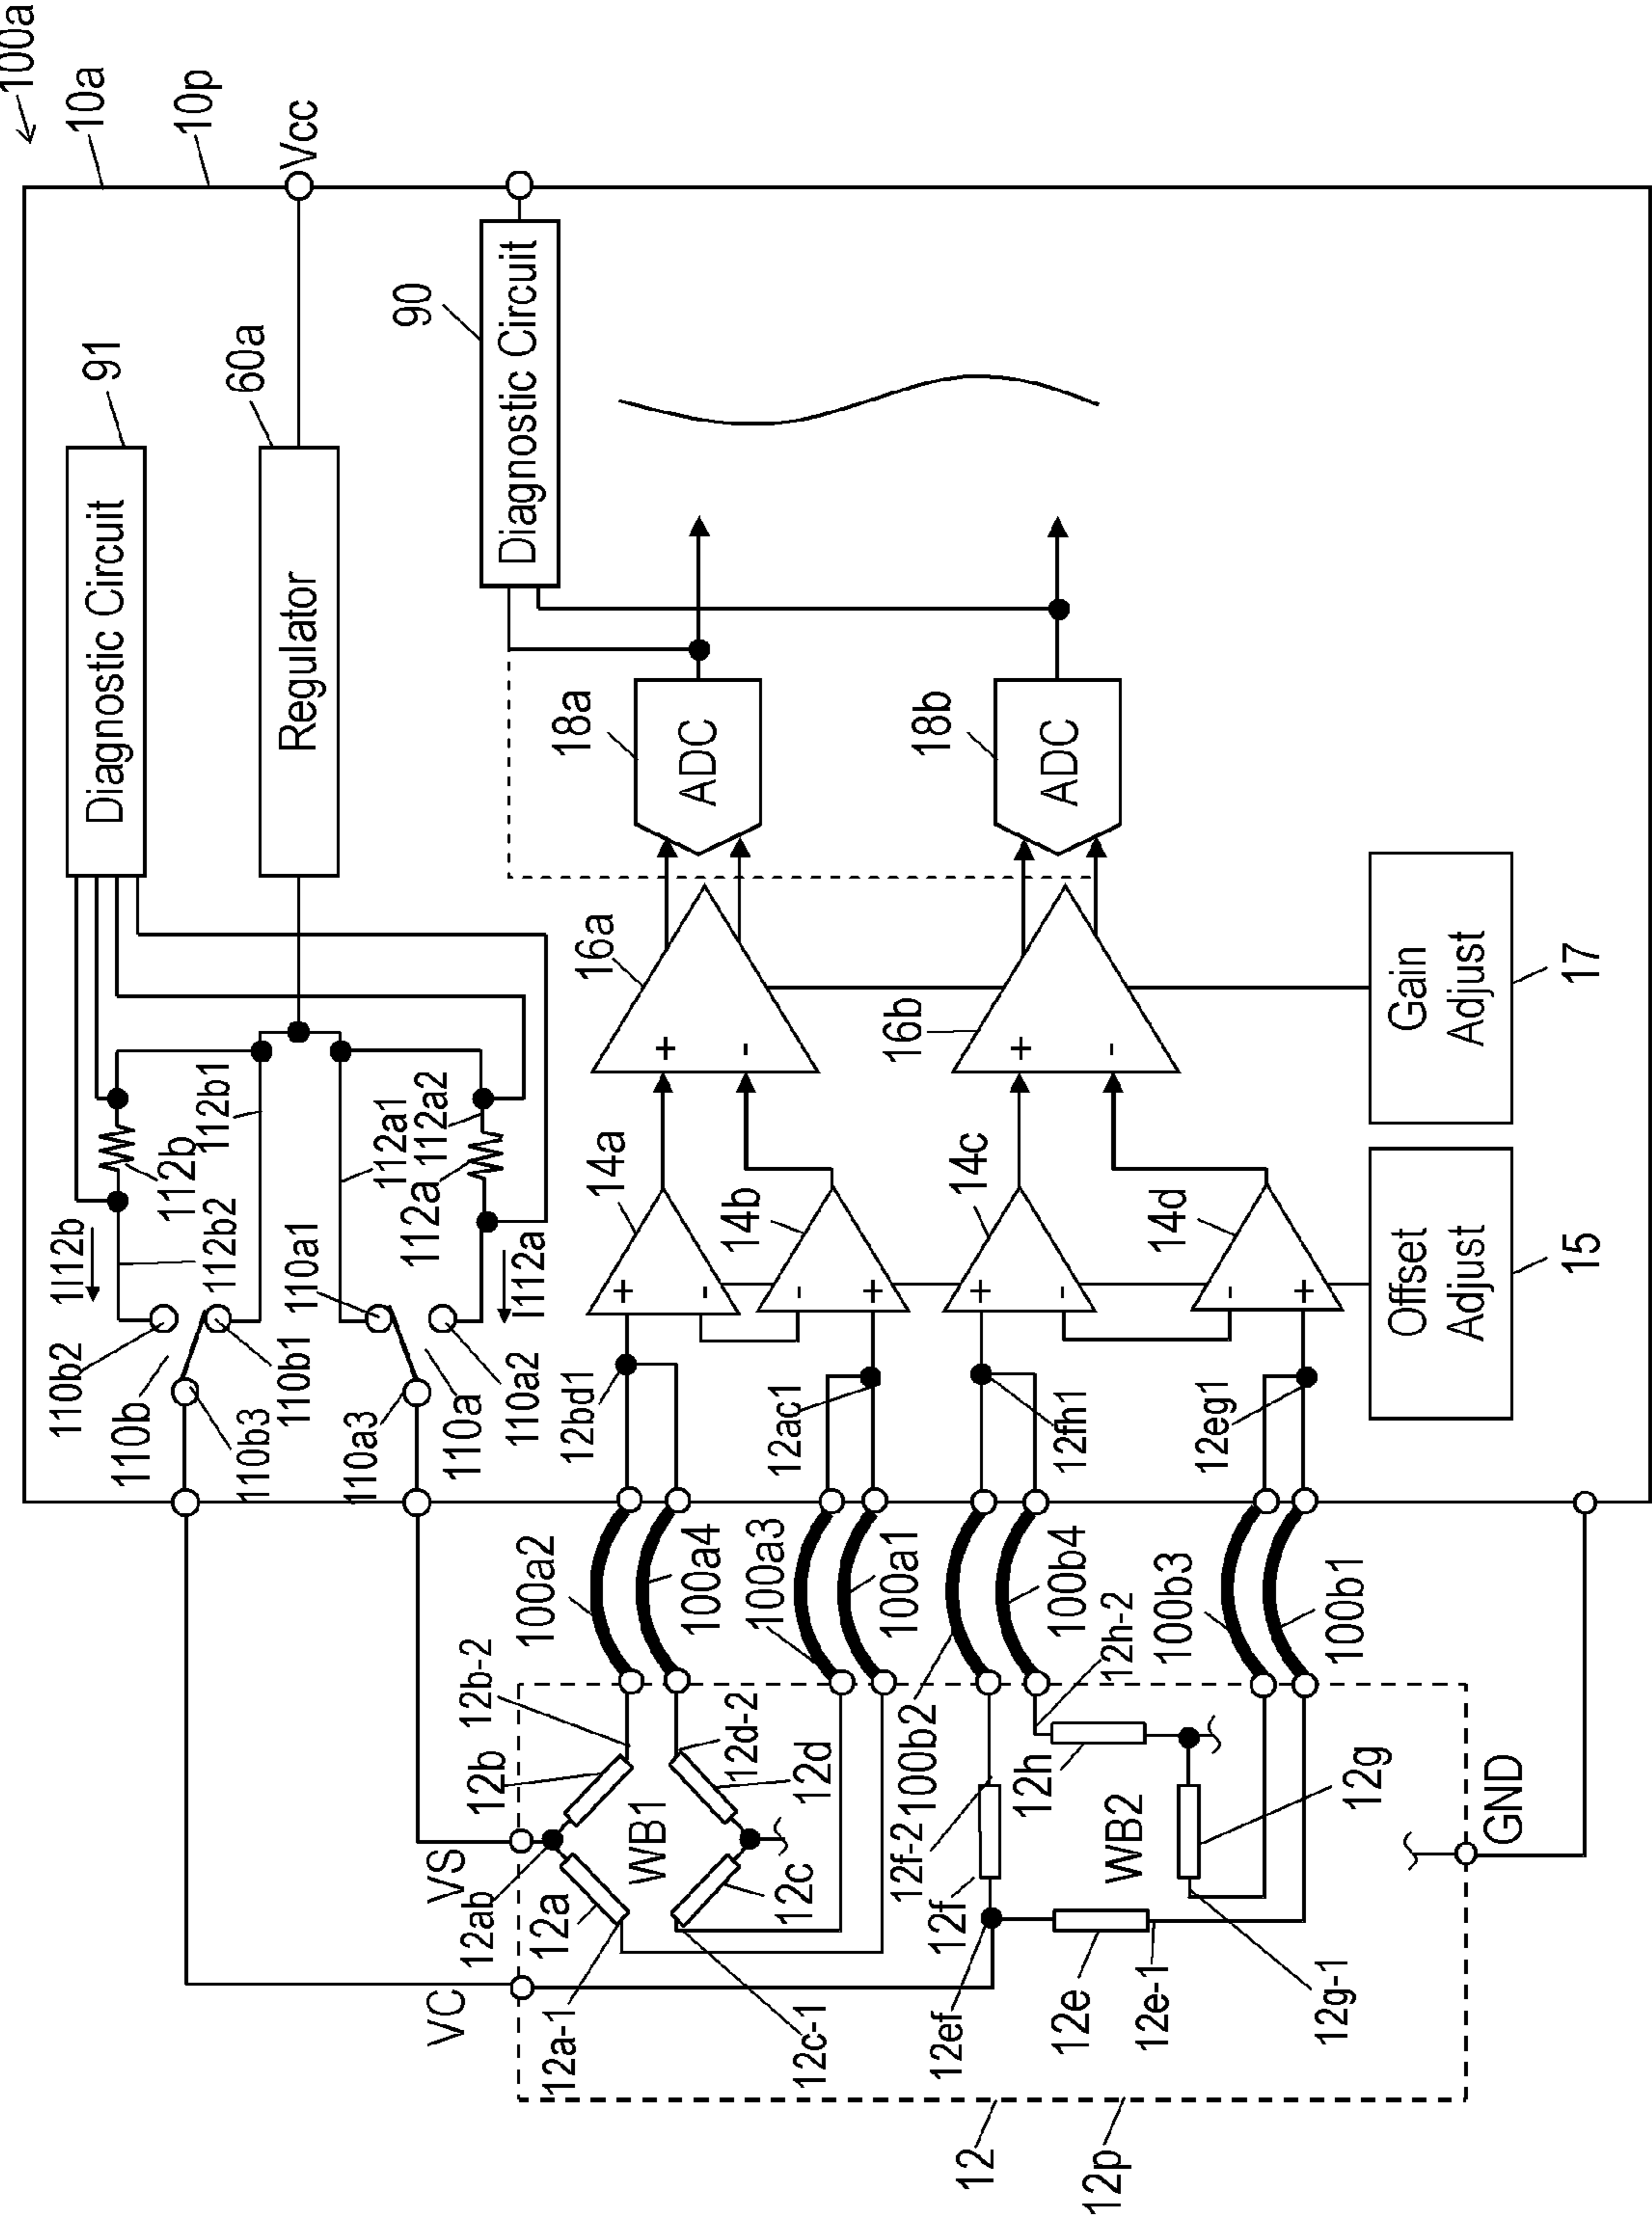 100a
10a
10p
Vcc
91
Diagnostic Circuit
60a
Regulator
90
Diagnostic Circuit
18a
ADC
18b
ADC
16a
+
-
16b
+
-
Gain
Adjust
17
14a
+
-
14b
-
+
14c
+
-
14d
-
+
Offset
Adjust
15
112b
112b1
112b2
1I12b
112a1
112a2
112a
I112a
110b2
110b
110b1
110b3
110a1
110a3
110a
110a2
12bd1
12ac1
12fh1
12eg1
100a2
100a4
100a3
100a1
100b2
100b4
100b3
100b1
VS
VC
12b-2
12b
12d-2
12d
WB1
12ab
12a
12c
12a-1
12c-1
12h-2
12h
12f-2
12f
WB2
12g
12ef
12e
12e-1
12g-1
GND
12
12p